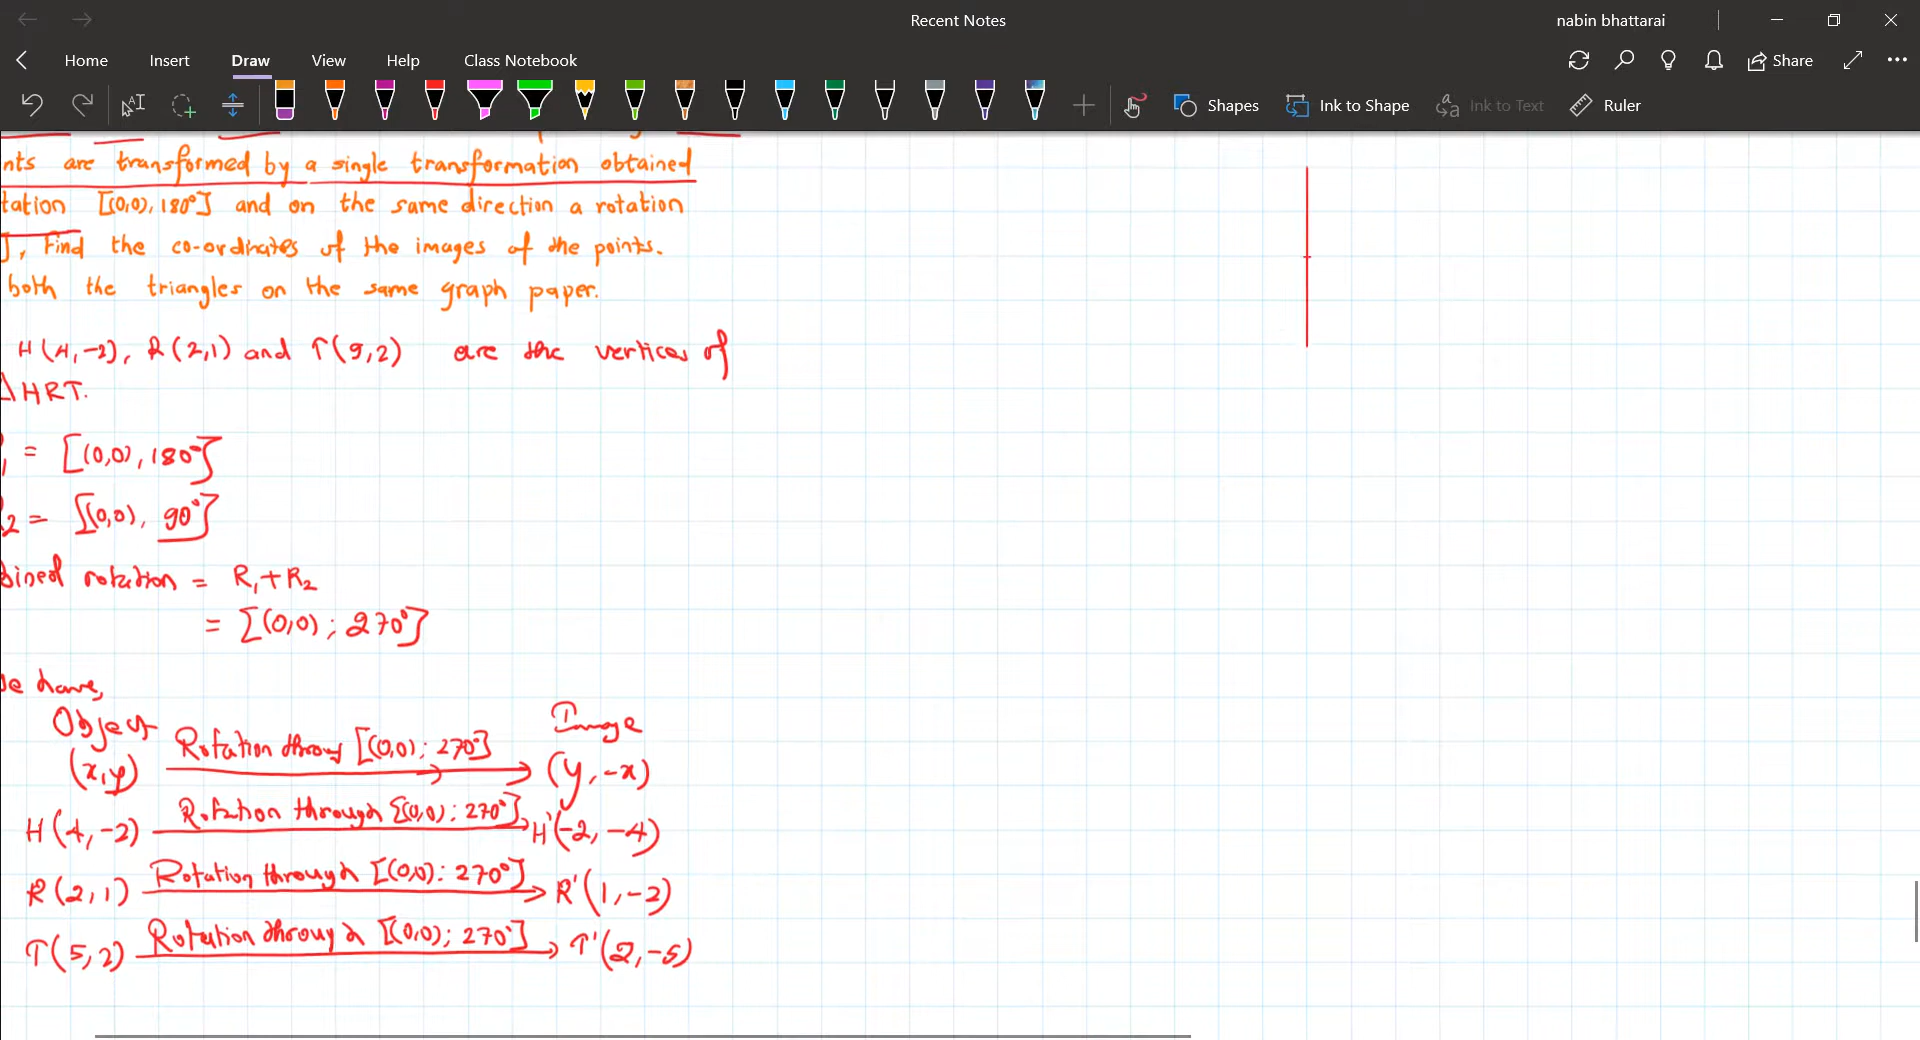 Recent Notes
nabin bhattarai
Home Insert Draw View Help Class Notebook
Share
Shapes Ink to Shape Ink to Text Ruler
nts are transformed by a single transformation obtained
tation [(0,0), 180°] and on the same direction a rotation
], Find the co-ordinates of the images of the points.
both the triangles on the same graph paper.
H(4,-2), R(2,1) and T(5,2) are the vertices of
ΔHRT.
1 = [(0,0), 180°]
2 = [(0,0), 90°]
bined rotation = R1+R2
= [(0,0); 270°]
we have,
Object Image
(x,y) Rotation throug [(0,0); 270°] (y,-x)
H(4,-2) Rotation through [(0,0); 270°] H'(-2,-4)
R(2,1) Rotation through [(0,0); 270°] R'(1,-2)
T(5,2) Rotation through [(0,0); 270°] T'(2,-5)